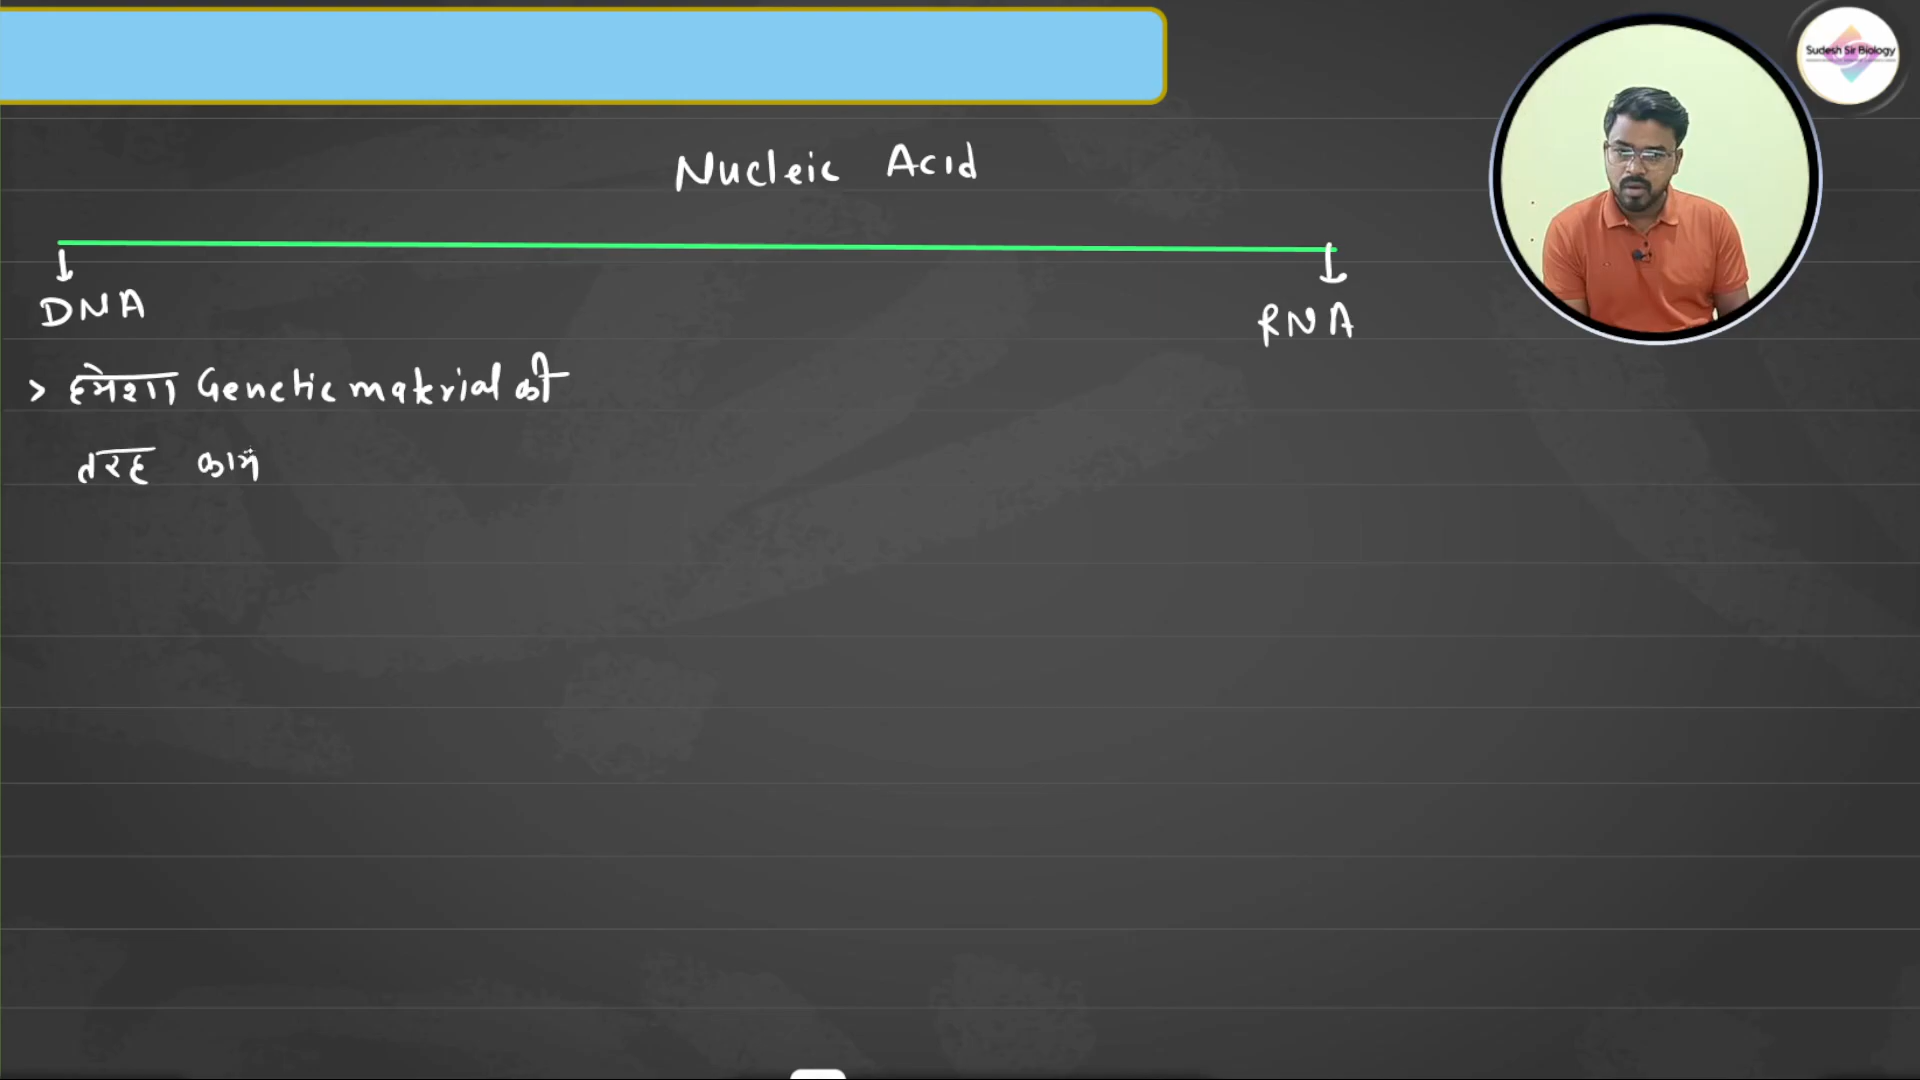 Sudesh Sir Biology
Nucleic Acid
DNA
RNA
> हमेशा Genetic material की
तरह काम